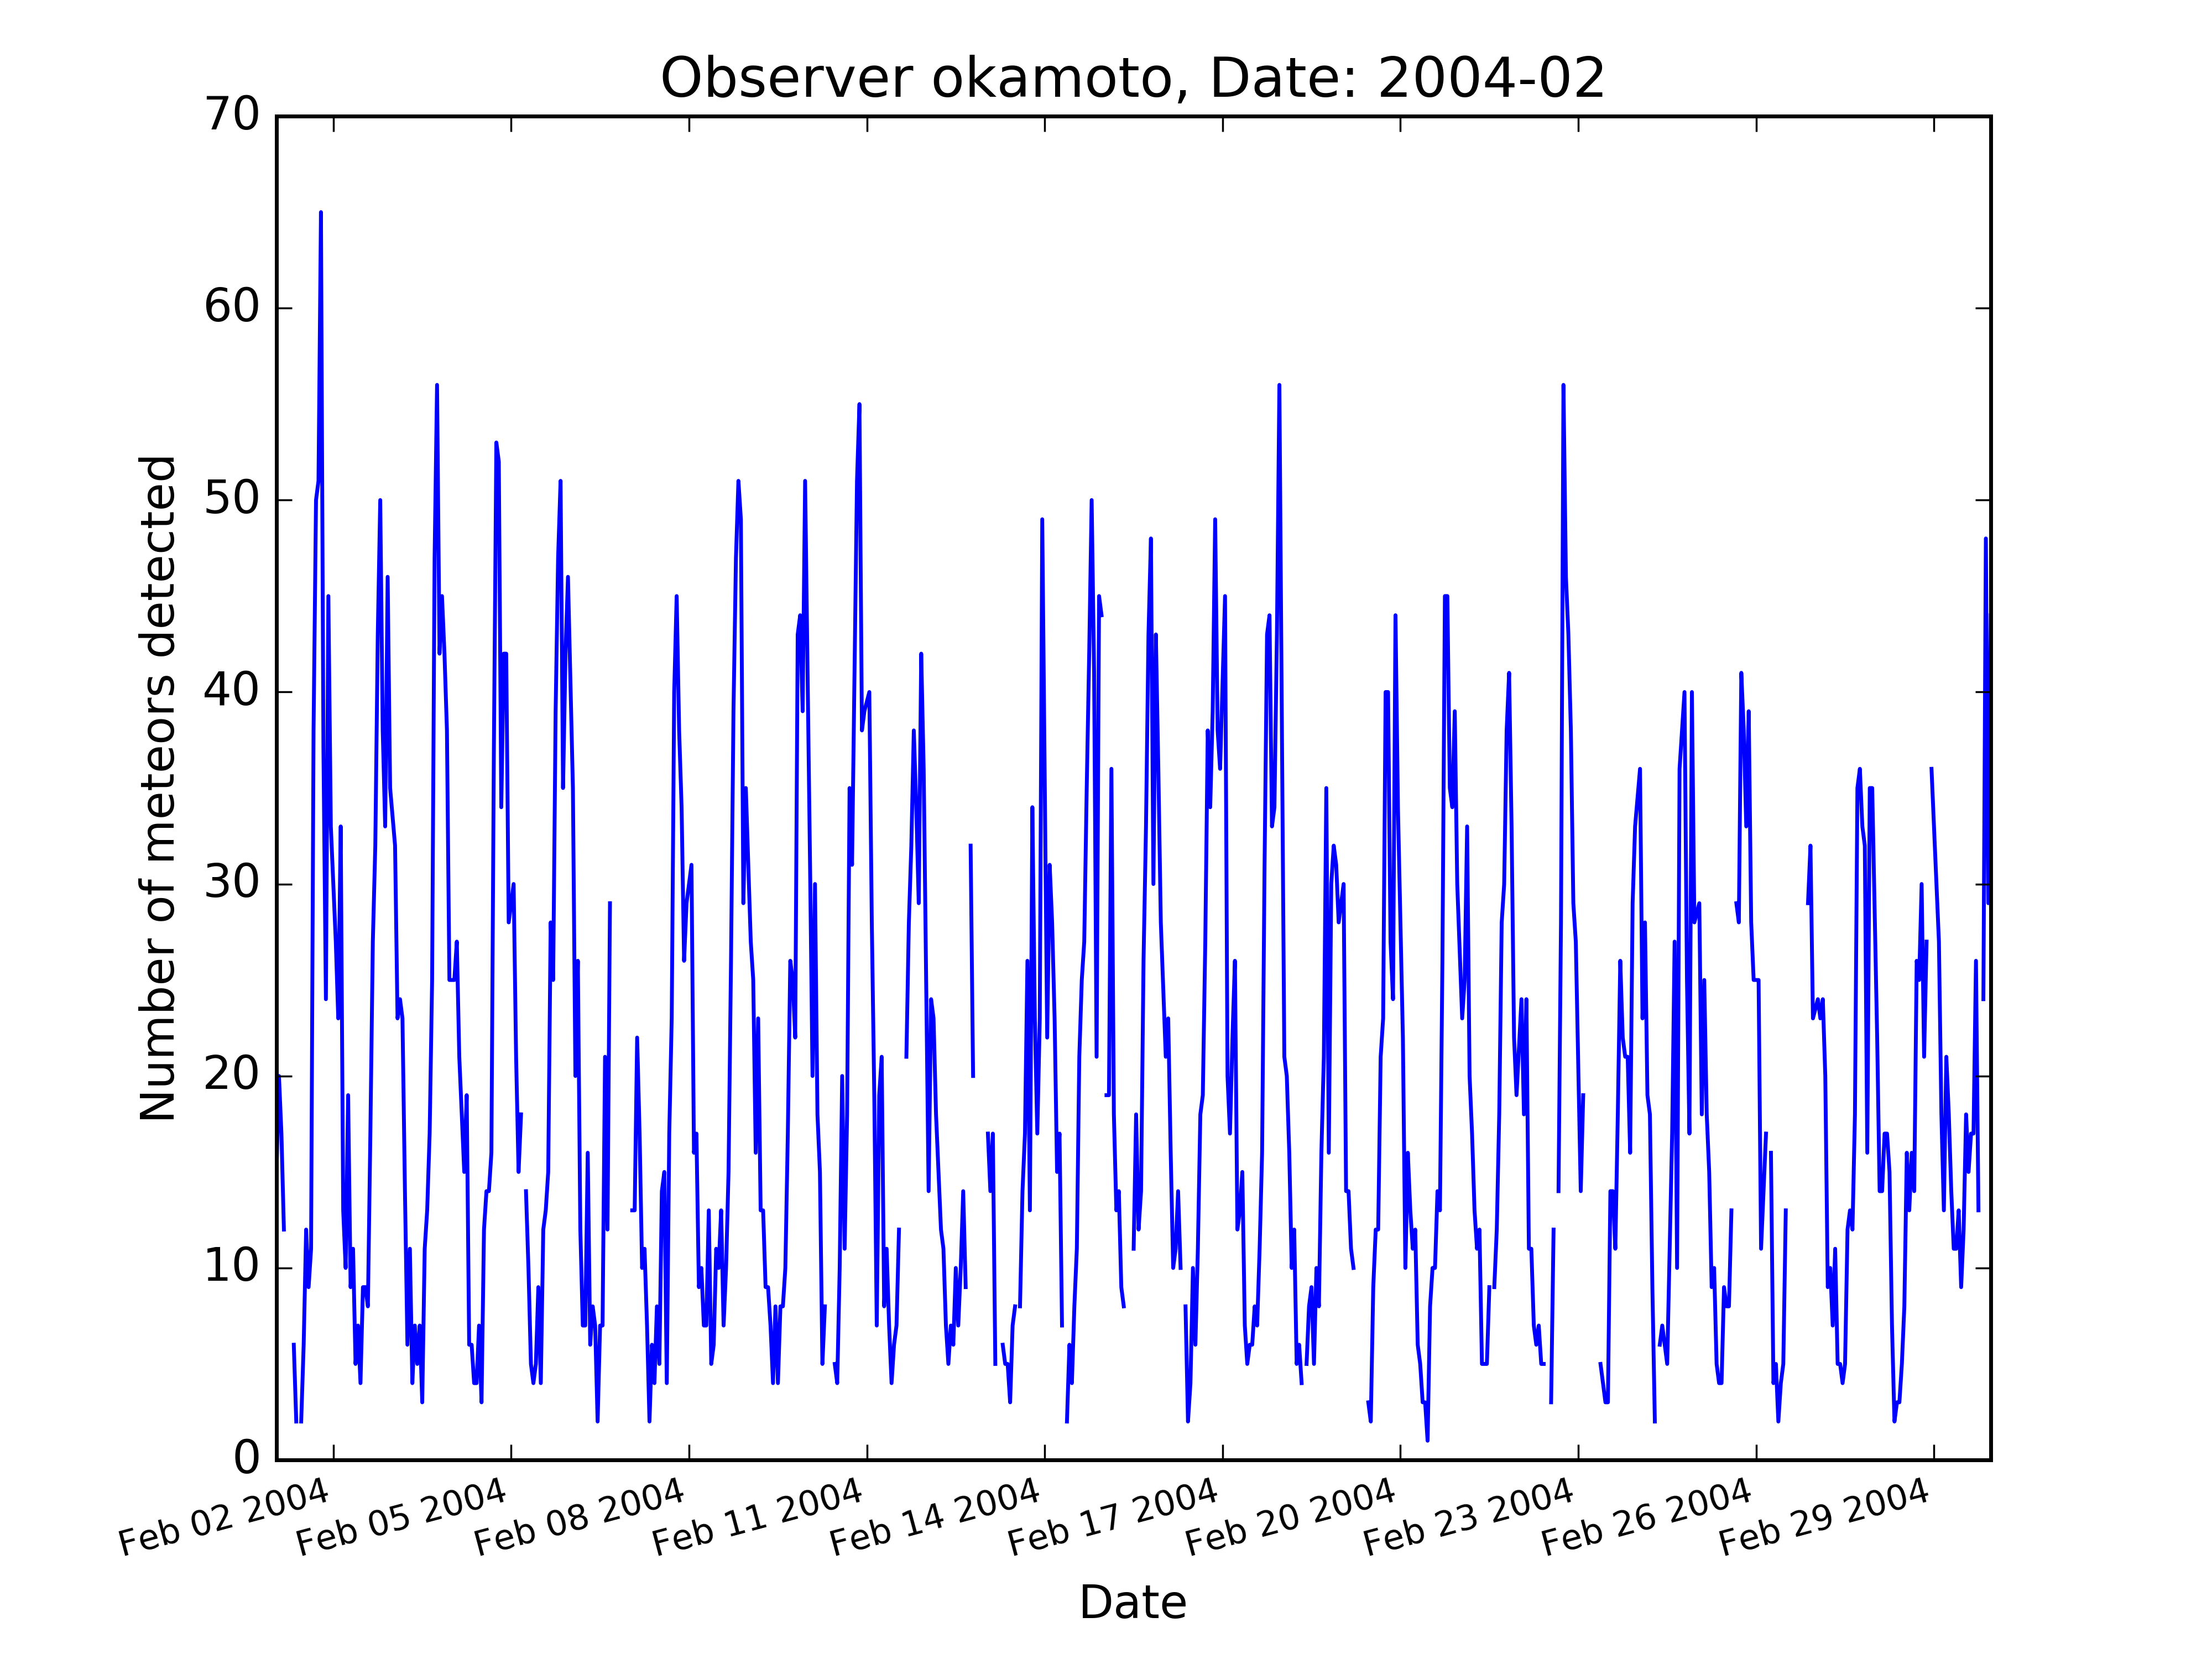 Observer okamoto, Date: 2004-02
70
60
50
40
30
20
10
0
Number of meteors detected
Feb 02 2004
Feb 05 2004
Feb 08 2004
Feb 11 2004
Feb 14 2004
Feb 17 2004
Feb 20 2004
Feb 23 2004
Feb 26 2004
Feb 29 2004
Date